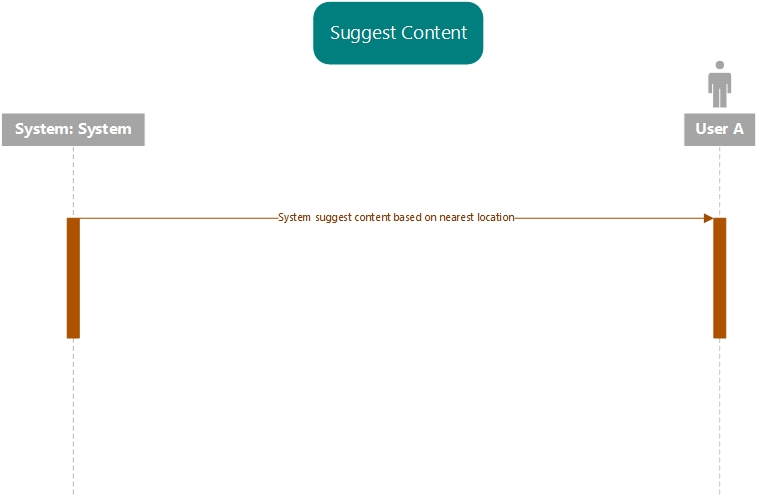 Suggest Content
System: System
User A
System suggest content based on nearest location